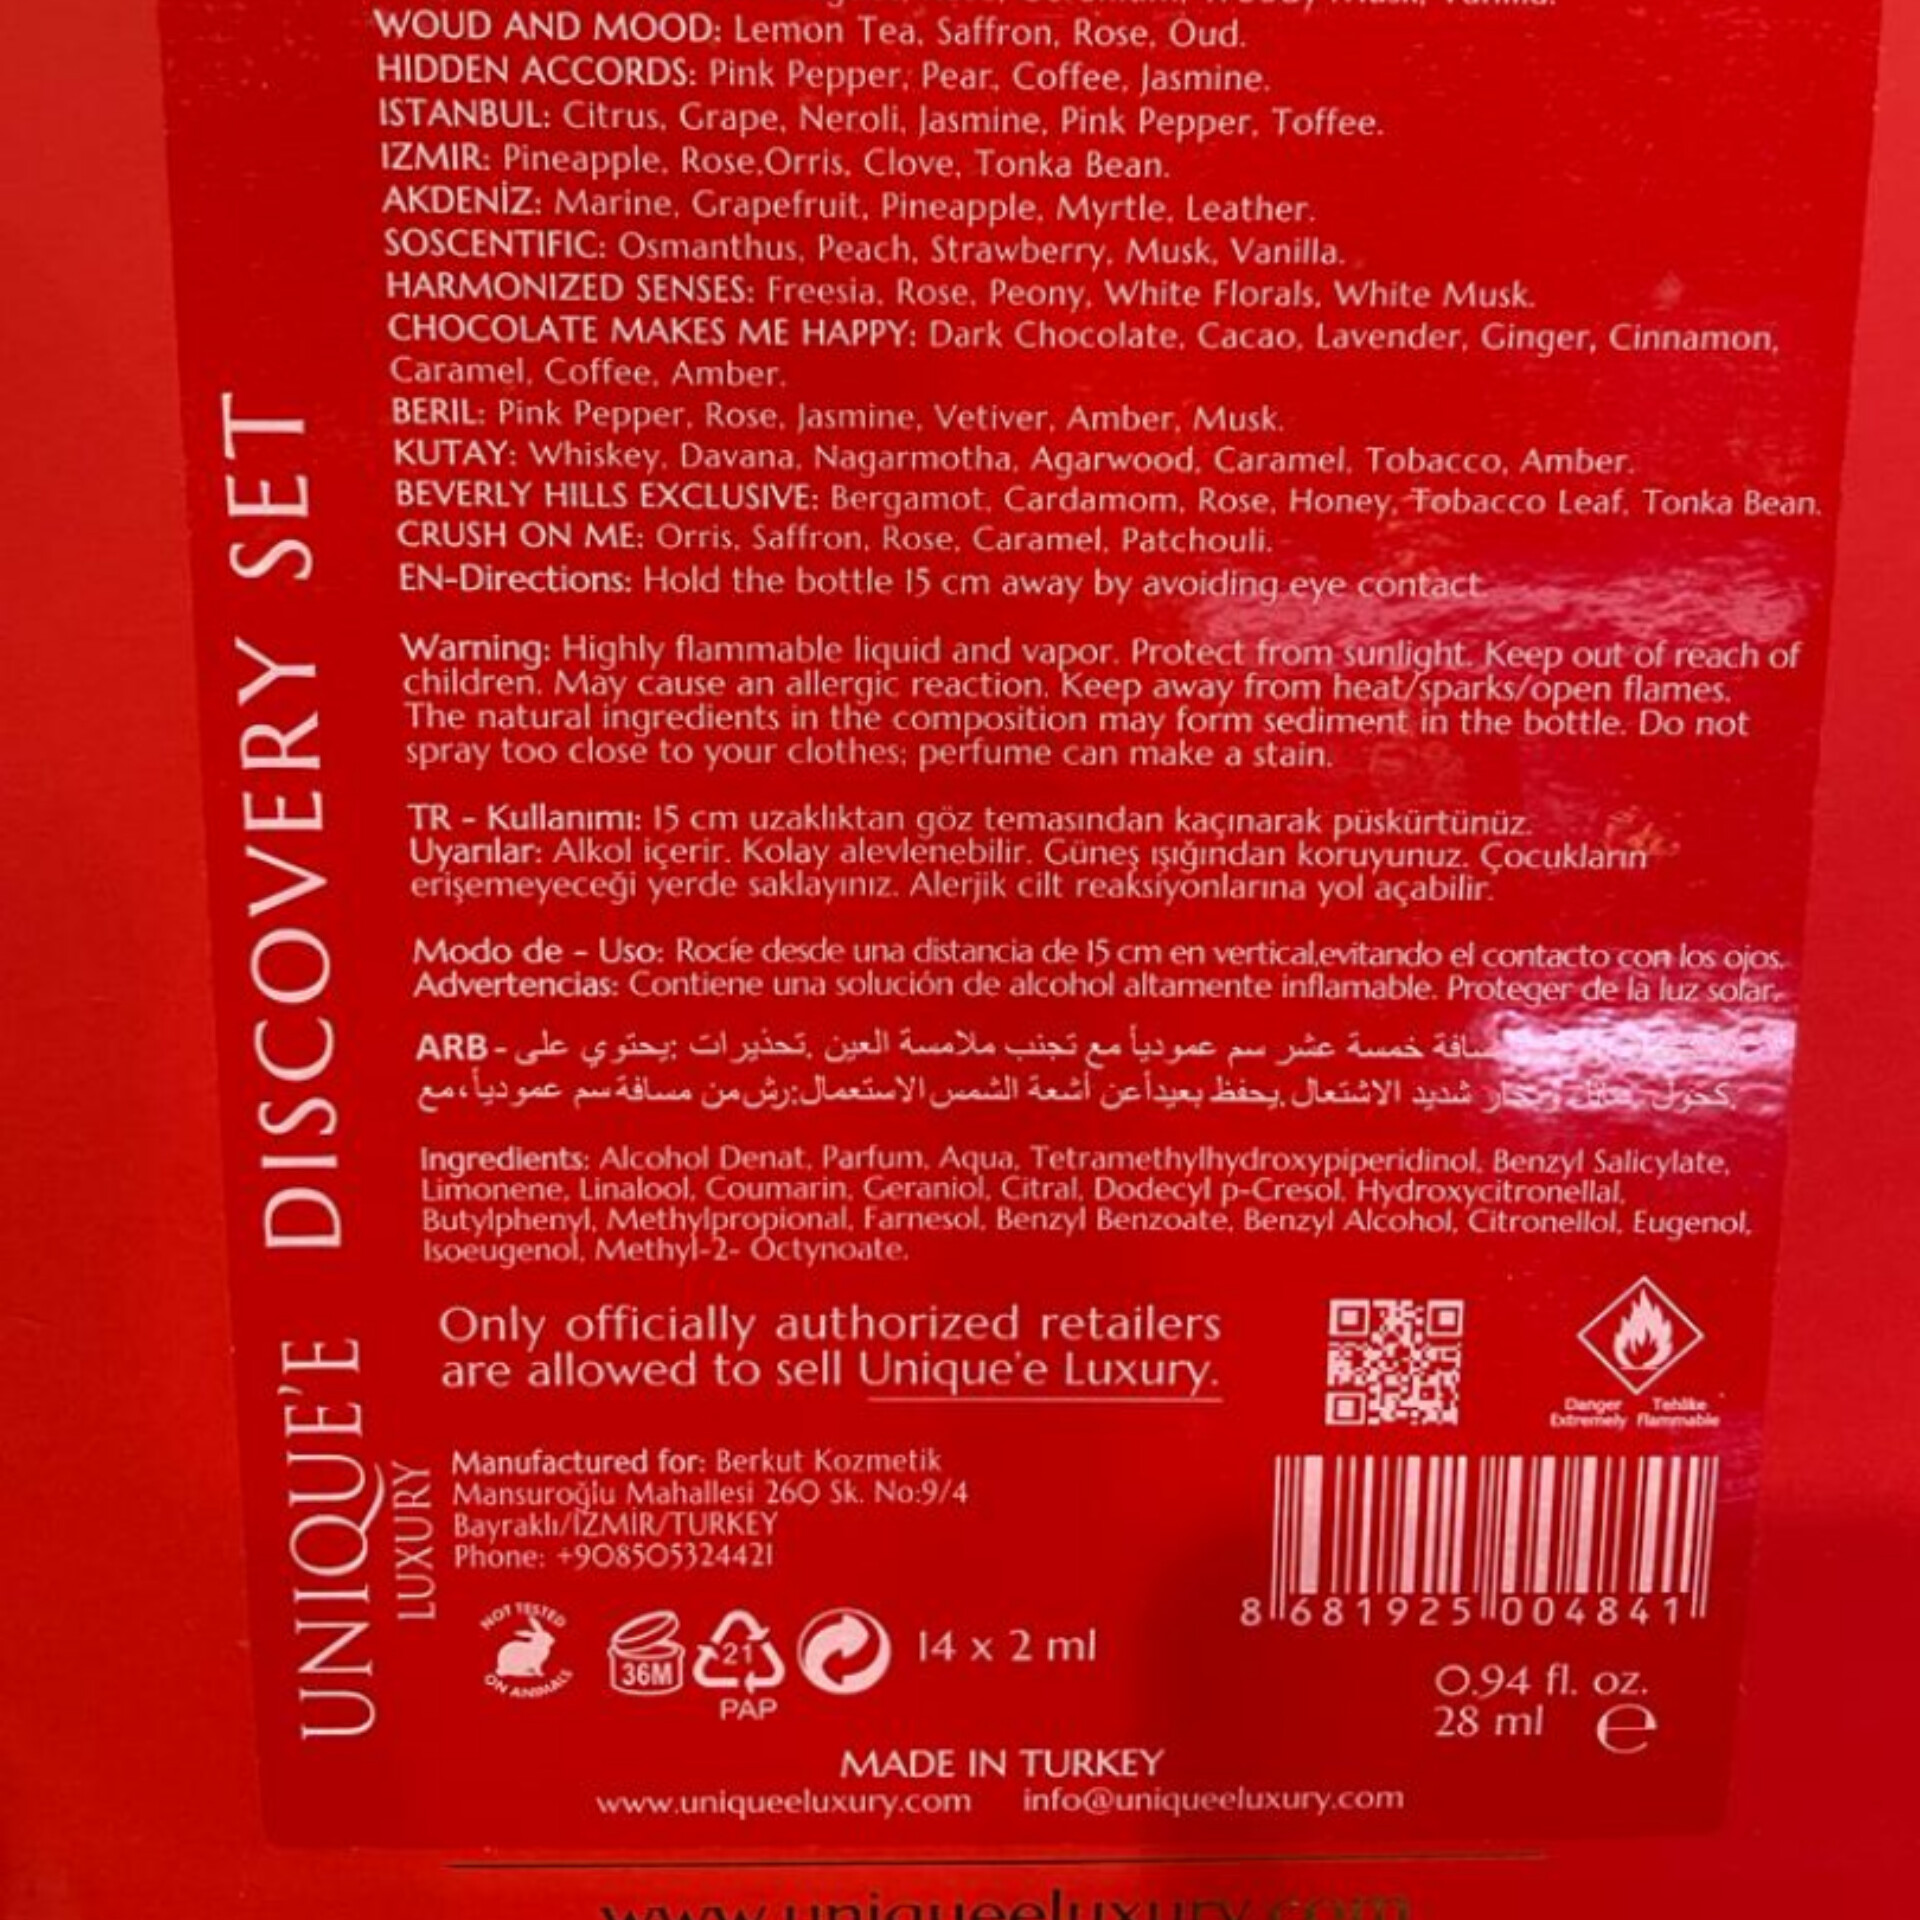 WOUD AND MOOD: Lemon Tea, Saffron, Rose, Oud.
HIDDEN ACCORDS: Pink Pepper, Pear, Coffee, Jasmine.
ISTANBUL: Citrus, Grape, Neroli, Jasmine, Pink Pepper, Toffee.
IZMIR: Pineapple, Rose,Orris, Clove, Tonka Bean.
AKDENİZ: Marine, Grapefruit, Pineapple, Myrtle, Leather.
SOSCENTIFIC: Osmanthus, Peach, Strawberry, Musk, Vanilla.
HARMONIZED SENSES: Freesia, Rose, Peony, White Florals, White Musk.
CHOCOLATE MAKES ME HAPPY: Dark Chocolate, Cacao, Lavender, Ginger, Cinnamon,
Caramel, Coffee, Amber.
BERIL: Pink Pepper, Rose, Jasmine, Vetiver, Amber, Musk.
KUTAY: Whiskey, Davana, Nagarmotha, Agarwood, Caramel, Tobacco, Amber.
BEVERLY HILLS EXCLUSIVE: Bergamot, Cardamom, Rose, Honey, Tobacco Leaf, Tonka Bean.
CRUSH ON ME: Orris, Saffron, Rose, Caramel, Patchouli.
EN-Directions: Hold the bottle 15 cm away by avoiding eye contact.
Warning: Highly flammable liquid and vapor. Protect from sunlight. Keep out of reach of
children. May cause an allergic reaction. Keep away from heat/sparks/open flames.
The natural ingredients in the composition may form sediment in the bottle. Do not
spray too close to your clothes; perfume can make a stain.
TR - Kullanımı: 15 cm uzaklıktan göz temasından kaçınarak püskürtünüz.
Uyarılar: Alkol içerir. Kolay alevlenebilir. Güneş ışığından koruyunuz. Çocukların
erişemeyeceği yerde saklayınız. Alerjik cilt reaksiyonlarına yol açabilir.
Modo de - Uso: Rocíe desde una distancia de 15 cm en vertical,evitando el contacto con los ojos.
Advertencias: Contiene una solución de alcohol altamente inflamable. Proteger de la luz solar.
ARB - خمسة عشر سم عمودياً مع تجنب ملامسة العين .تحذيرات :يحتوي على
كحول شديد الاشتعال .يحفظ بعيداً عن أشعة الشمس الاستعمال:رش من مسافة سم عمودياً ،مع
Ingredients: Alcohol Denat, Parfum, Aqua, Tetramethylhydroxypiperidinol, Benzyl Salicylate,
Limonene, Linalool, Coumarin, Geraniol, Citral, Dodecyl p-Cresol, Hydroxycitronellal,
Butylphenyl, Methylpropional, Farnesol, Benzyl Benzoate, Benzyl Alcohol, Citronellol, Eugenol,
Isoeugenol, Methyl-2- Octynoate.
Only officially authorized retailers
are allowed to sell Unique'e Luxury.
Danger Tehlike
Extremely Flammable
Manufactured for: Berkut Kozmetik
Mansuroğlu Mahallesi 260 Sk. No:9/4
Bayraklı/İZMİR/TURKEY
Phone: +908505324421
8 681925 004841
NOT TESTED
ON ANIMALS
36M
21
PAP
14 x 2 ml
0.94 fl. oz.
28 ml e
MADE IN TURKEY
www.uniqueeluxury.com info@uniqueeluxury.com
UNIQUE'E DISCOVERY SET
LUXURY
www.uniqueeluxury.com